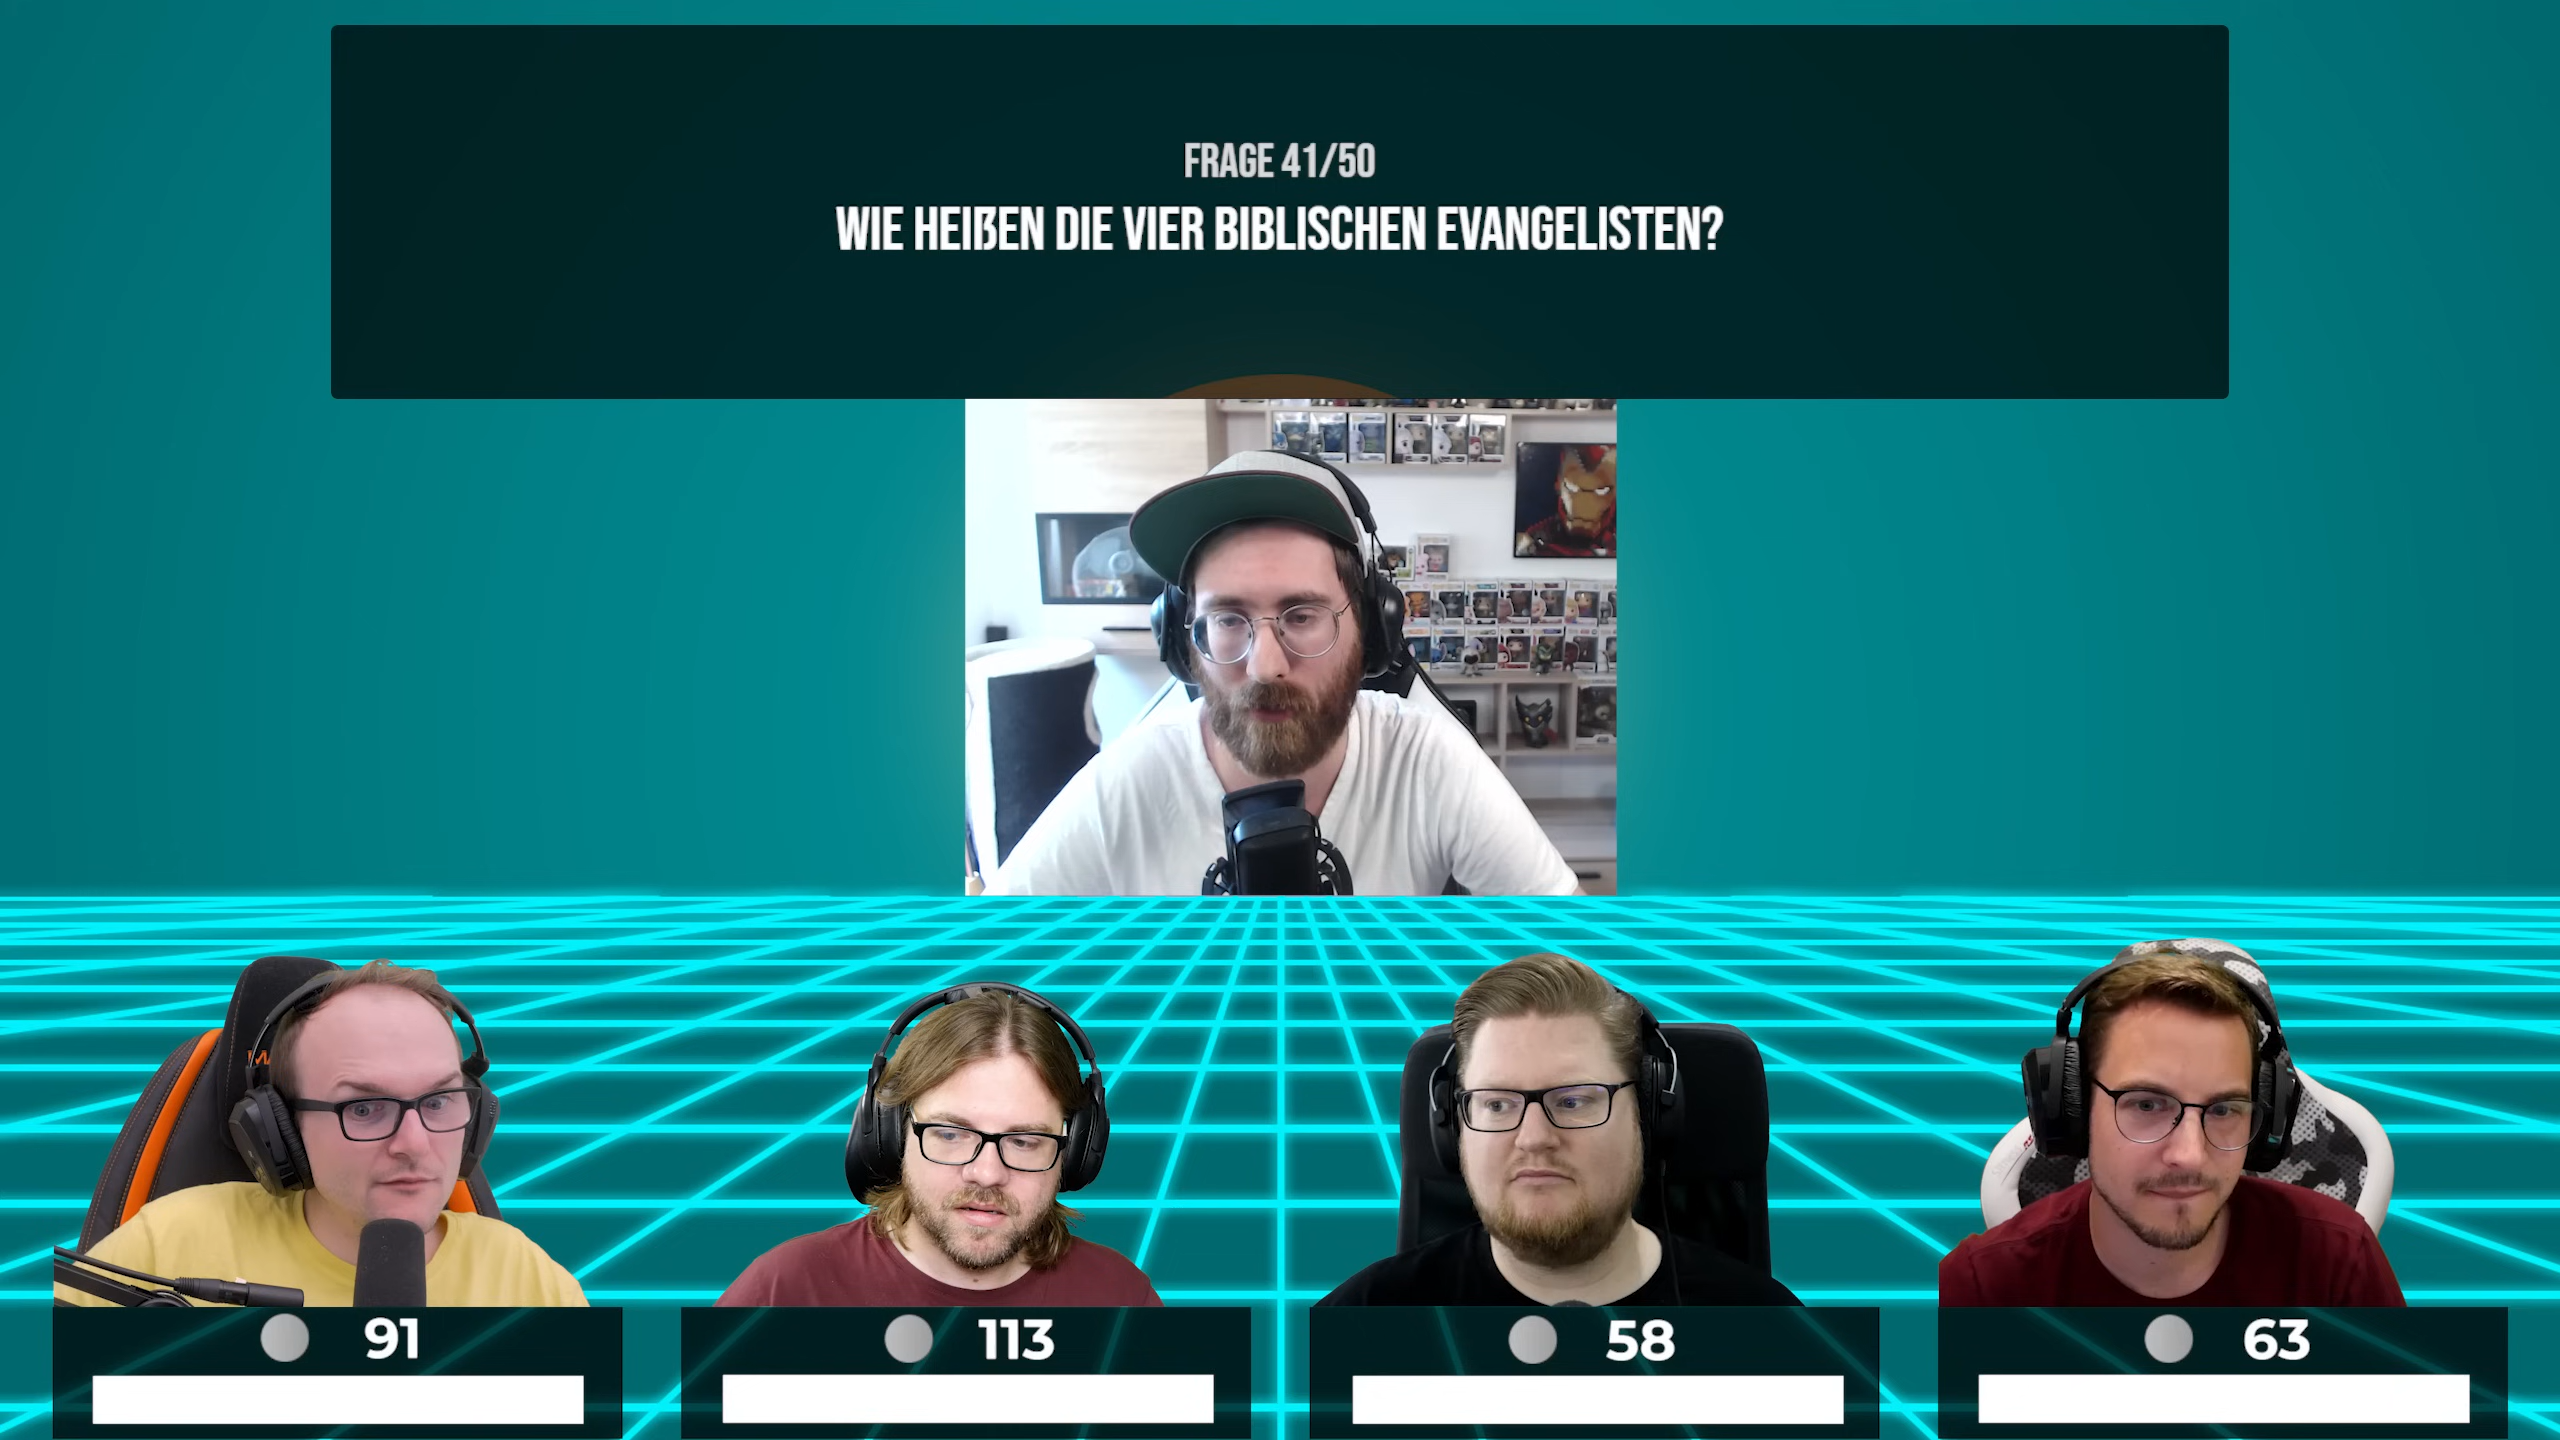 FRAGE 41/50
WIE HEIßEN DIE VIER BIBLISCHEN EVANGELISTEN?
91
113
58
63